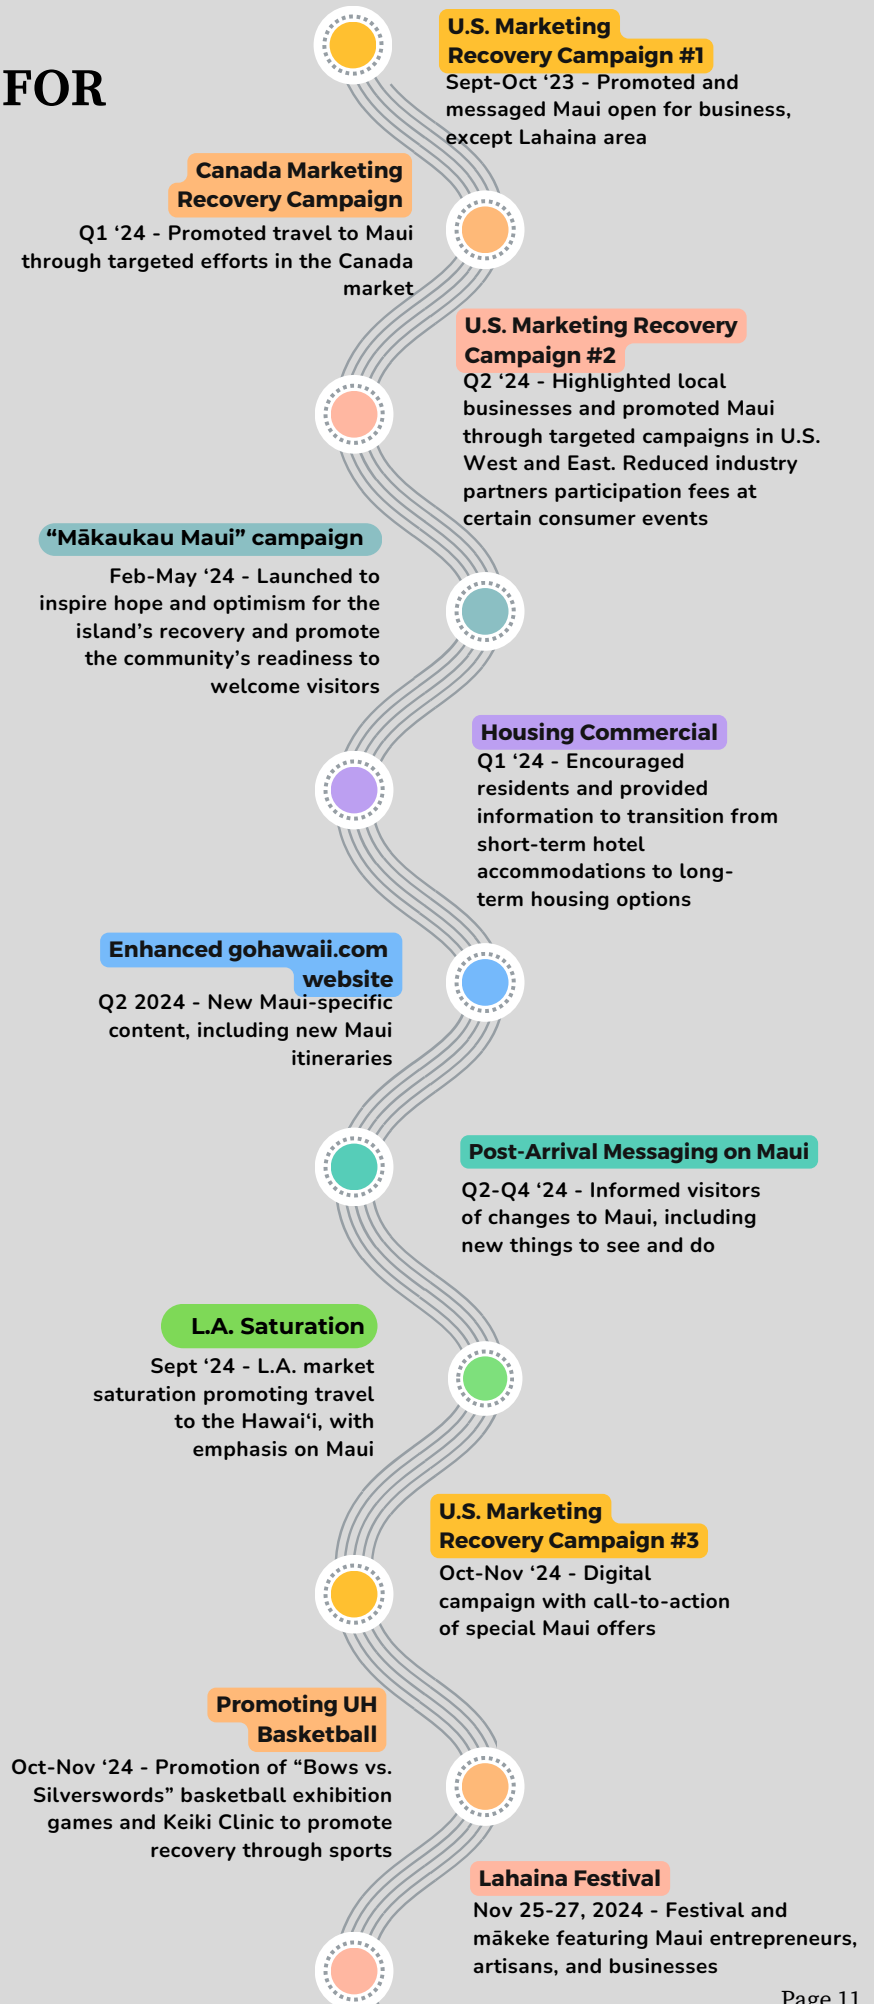 FOR
U.S. Marketing
Recovery Campaign #1
Sept-Oct ‘23 - Promoted and
messaged Maui open for business,
except Lahaina area
Canada Marketing
Recovery Campaign
Q1 ‘24 - Promoted travel to Maui
through targeted efforts in the Canada
market
U.S. Marketing Recovery
Campaign #2
Q2 ‘24 - Highlighted local
businesses and promoted Maui
through targeted campaigns in U.S.
West and East. Reduced industry
partners participation fees at
certain consumer events
“Mākaukau Maui” campaign
Feb-May ‘24 - Launched to
inspire hope and optimism for the
island’s recovery and promote
the community’s readiness to
welcome visitors
Housing Commercial
Q1 ‘24 - Encouraged
residents and provided
information to transition from
short-term hotel
accommodations to long-
term housing options
Enhanced gohawaii.com
website
Q2 2024 - New Maui-specific
content, including new Maui
itineraries
Post-Arrival Messaging on Maui
Q2-Q4 ‘24 - Informed visitors
of changes to Maui, including
new things to see and do
L.A. Saturation
Sept ‘24 - L.A. market
saturation promoting travel
to the Hawai‘i, with
emphasis on Maui
U.S. Marketing
Recovery Campaign #3
Oct-Nov ‘24 - Digital
campaign with call-to-action
of special Maui offers
Promoting UH
Basketball
Oct-Nov ‘24 - Promotion of “Bows vs.
Silverswords” basketball exhibition
games and Keiki Clinic to promote
recovery through sports
Lahaina Festival
Nov 25-27, 2024 - Festival and
mākeke featuring Maui entrepreneurs,
artisans, and businesses
Page 11